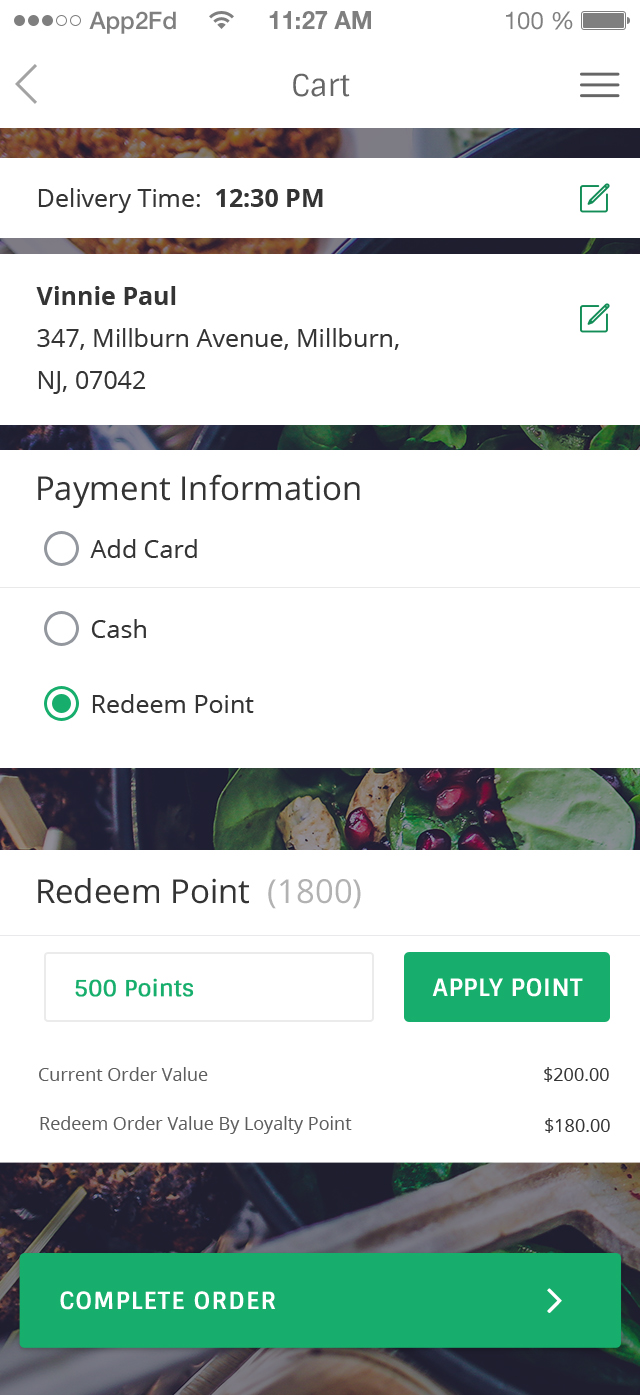 App2Fd 11:27 AM 100 %
Cart
Delivery Time: 12:30 PM
Vinnie Paul
347, Millburn Avenue, Millburn,
NJ, 07042
Payment Information
Add Card
Cash
Redeem Point
Redeem Point (1800)
500 Points APPLY POINT
Current Order Value $200.00
Redeem Order Value By Loyalty Point $180.00
COMPLETE ORDER